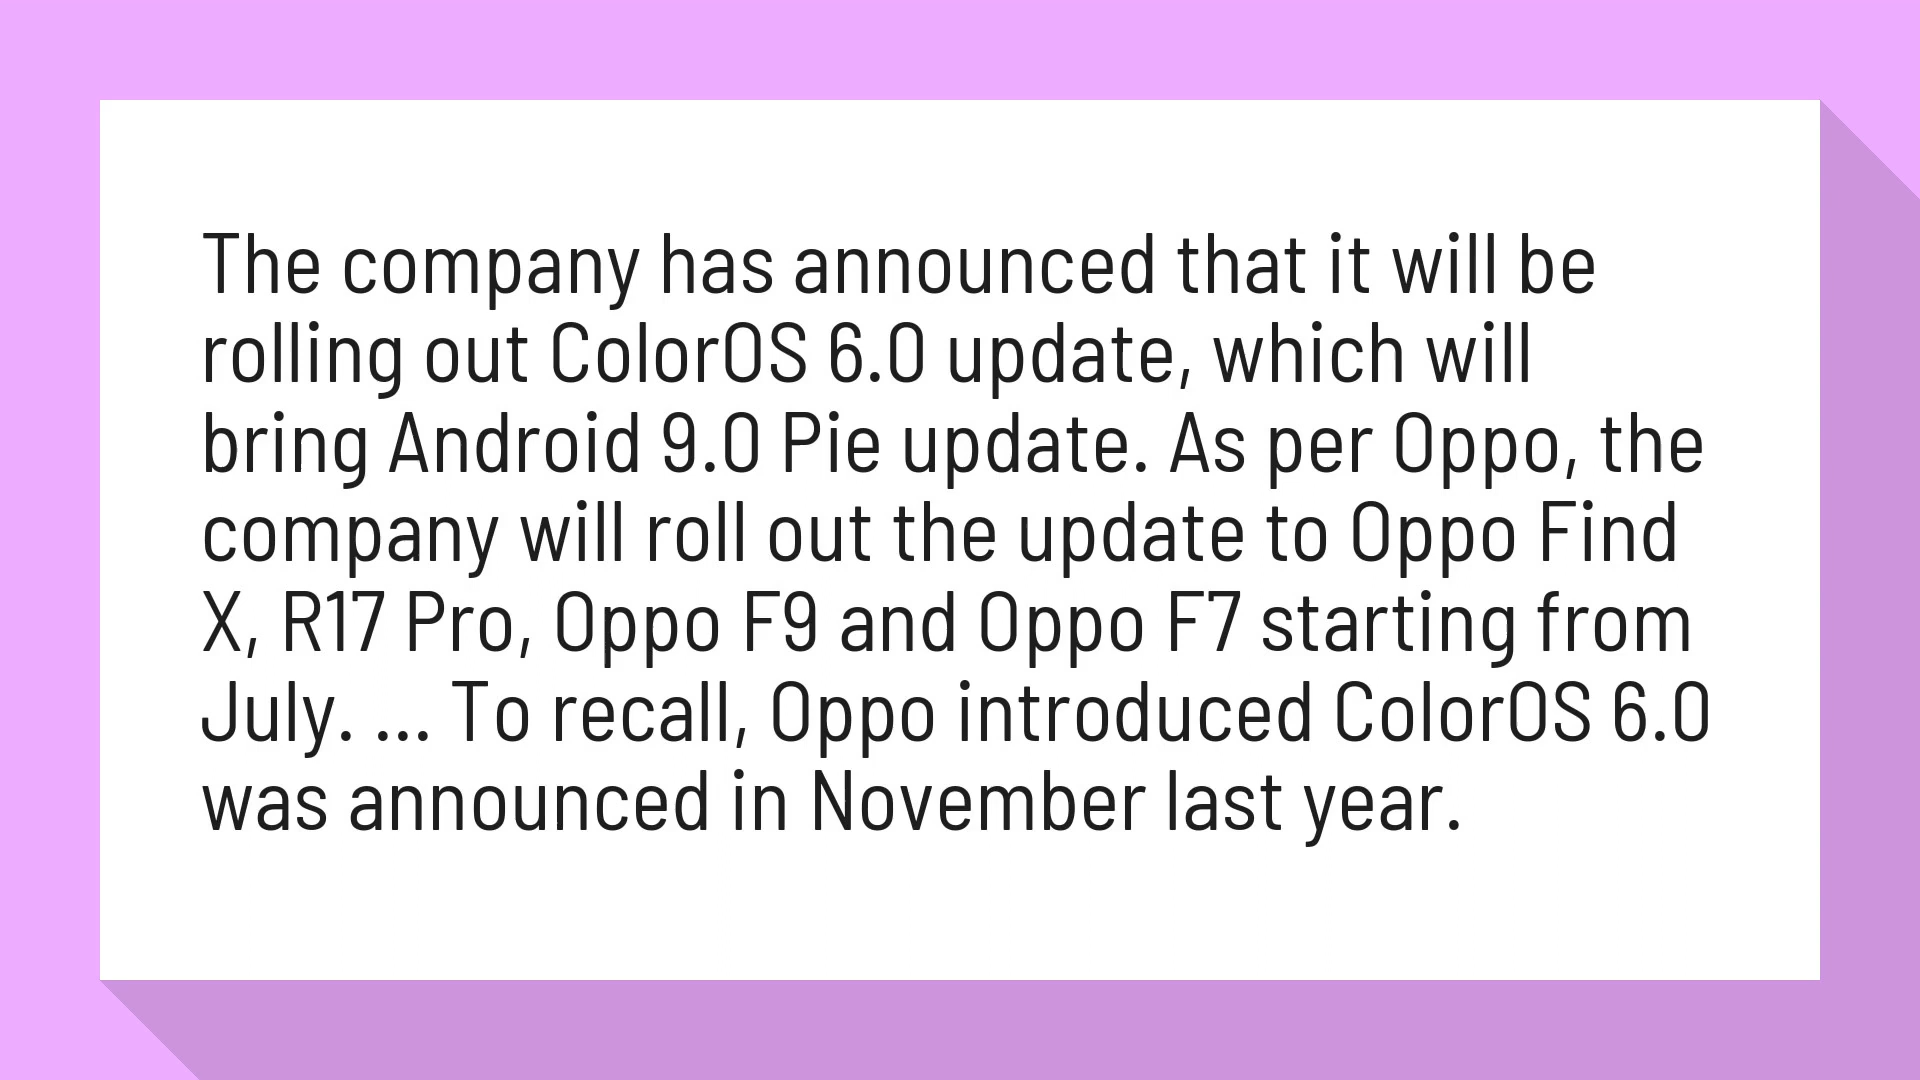 The company has announced that it will be
rolling out ColorOS 6.0 update, which will
bring Android 9.0 Pie update. As per Oppo, the
company will roll out the update to Oppo Find
X, R17 Pro, Oppo F9 and Oppo F7 starting from
July. ... To recall, Oppo introduced ColorOS 6.0
was announced in November last year.